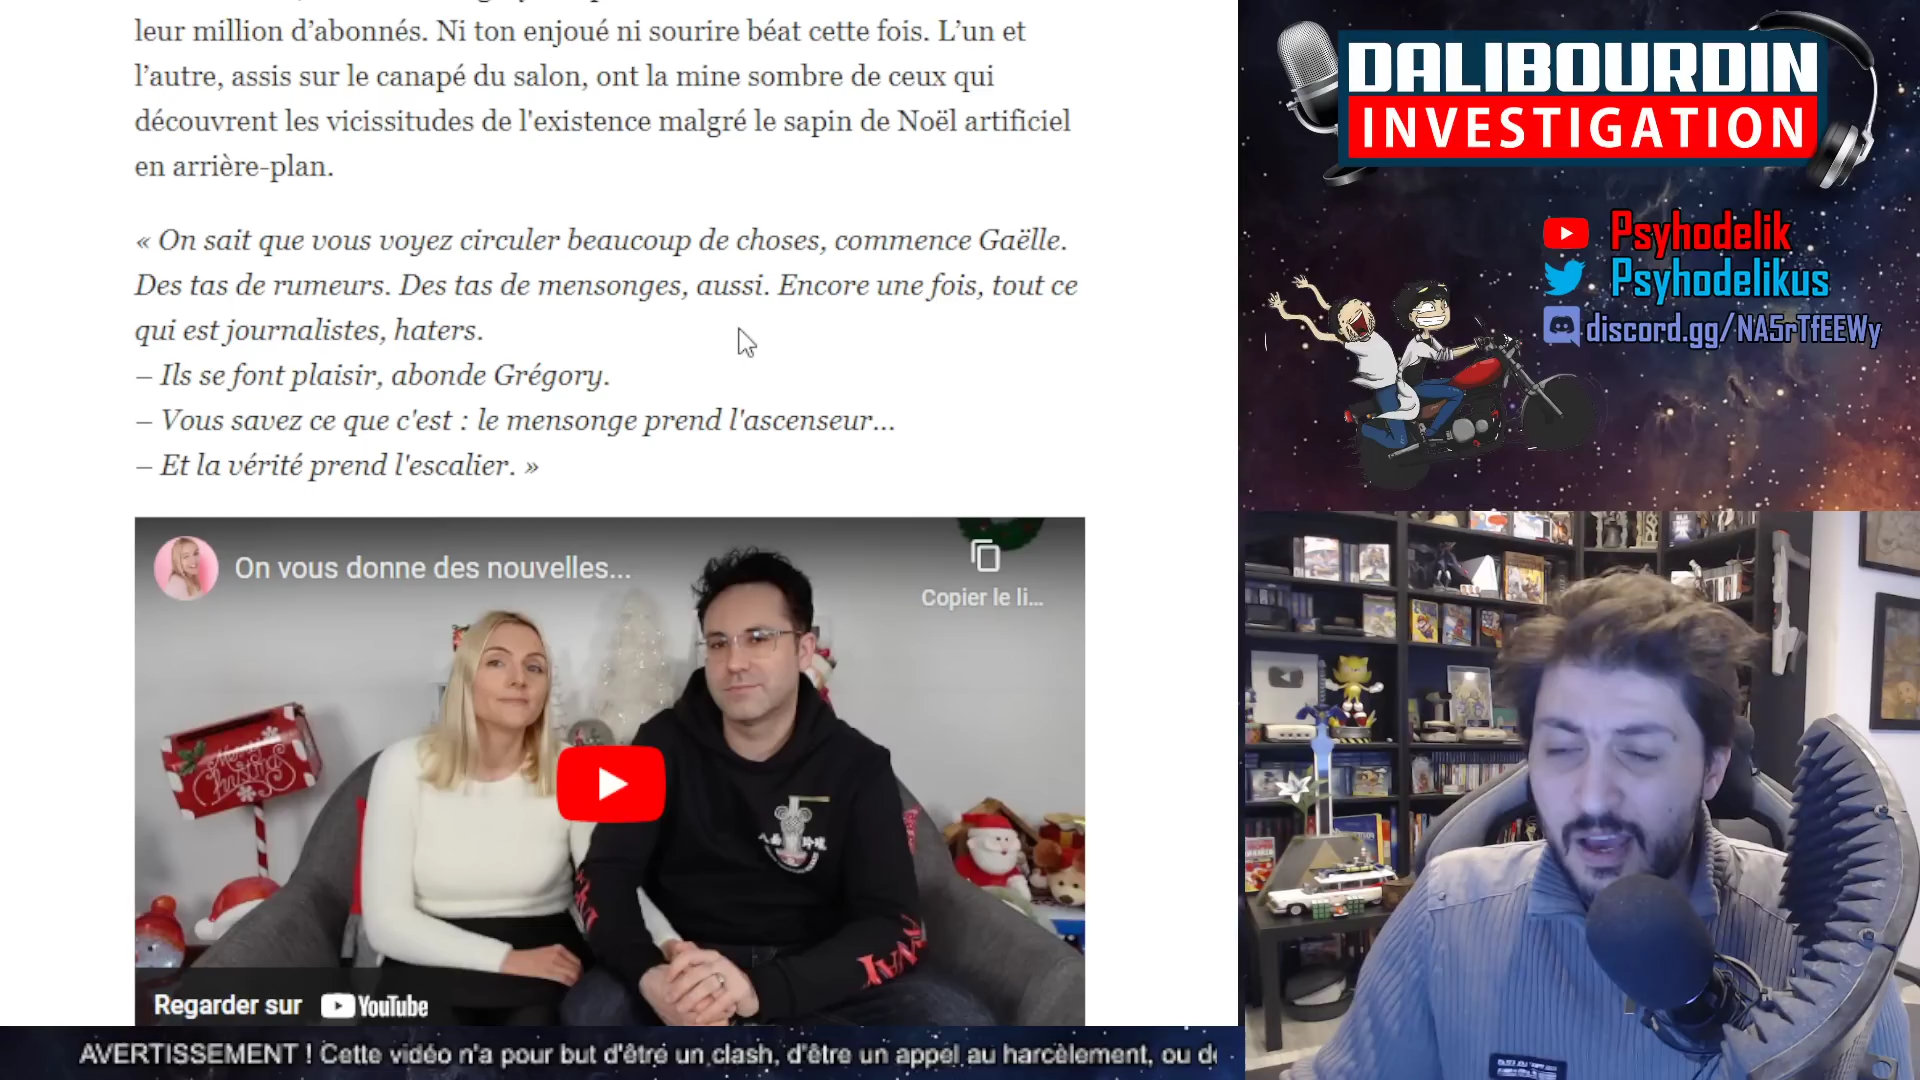 leur million d’abonnés. Ni ton enjoué ni sourire béat cette fois. L’un et
l’autre, assis sur le canapé du salon, ont la mine sombre de ceux qui
découvrent les vicissitudes de l'existence malgré le sapin de Noël artificiel
en arrière-plan.
« On sait que vous voyez circuler beaucoup de choses, commence Gaëlle.
Des tas de rumeurs. Des tas de mensonges, aussi. Encore une fois, tout ce
qui est journalistes, haters.
– Ils se font plaisir, abonde Grégory.
– Vous savez ce que c'est : le mensonge prend l'ascenseur...
– Et la vérité prend l'escalier. »
On vous donne des nouvelles...
Copier le li...
Merry
Christmas
Regarder sur YouTube
AVERTISSEMENT ! Cette vidéo n'a pour but d'être un clash, d'être un appel au harcèlement, ou de
DALIBOURDIN
INVESTIGATION
Psyhodelik
Psyhodelikus
discord.gg/NA5rTfEEWy